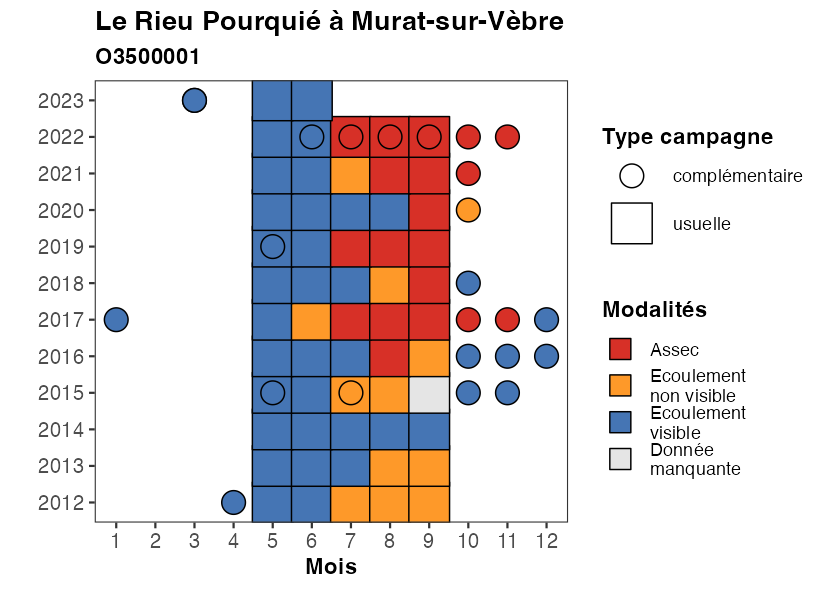 Le Rieu Pourquié à Murat-sur-Vèbre
O3500001
2023
2022
2021
2020
2019
2018
2017
2016
2015
2014
2013
2012
1 2 3 4 5 6 7 8 9 10 11 12
Mois
Type campagne
complémentaire
usuelle
Modalités
Assec
Ecoulement
non visible
Ecoulement
visible
Donnée
manquante